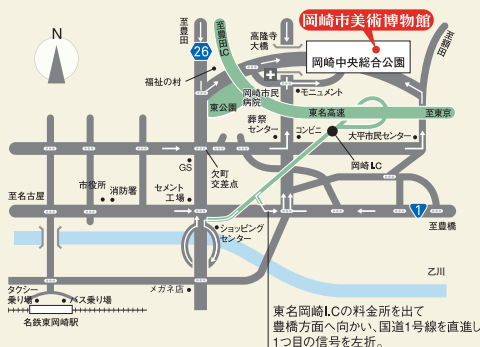 岡崎市美術博物館
N
至豊田
26
至豊田I.C
高隆寺
大橋
岡崎中央総合公園
至額田
福祉の村
岡崎市民
病院
モニュメント
東公園
東名高速
至東京
葬祭
センター
コンビニ
大平市民センター
欠町
交差点
GS
岡崎I.C
至名古屋
市役所
消防署
セメント
工場
1
至豊橋
ショッピング
センター
乙川
タクシー
乗り場
バス乗り場
メガネ店
名鉄東岡崎駅
東名岡崎I.Cの料金所を出て
豊橋方面へ向かい、国道1号線を直進し
1つ目の信号を左折。